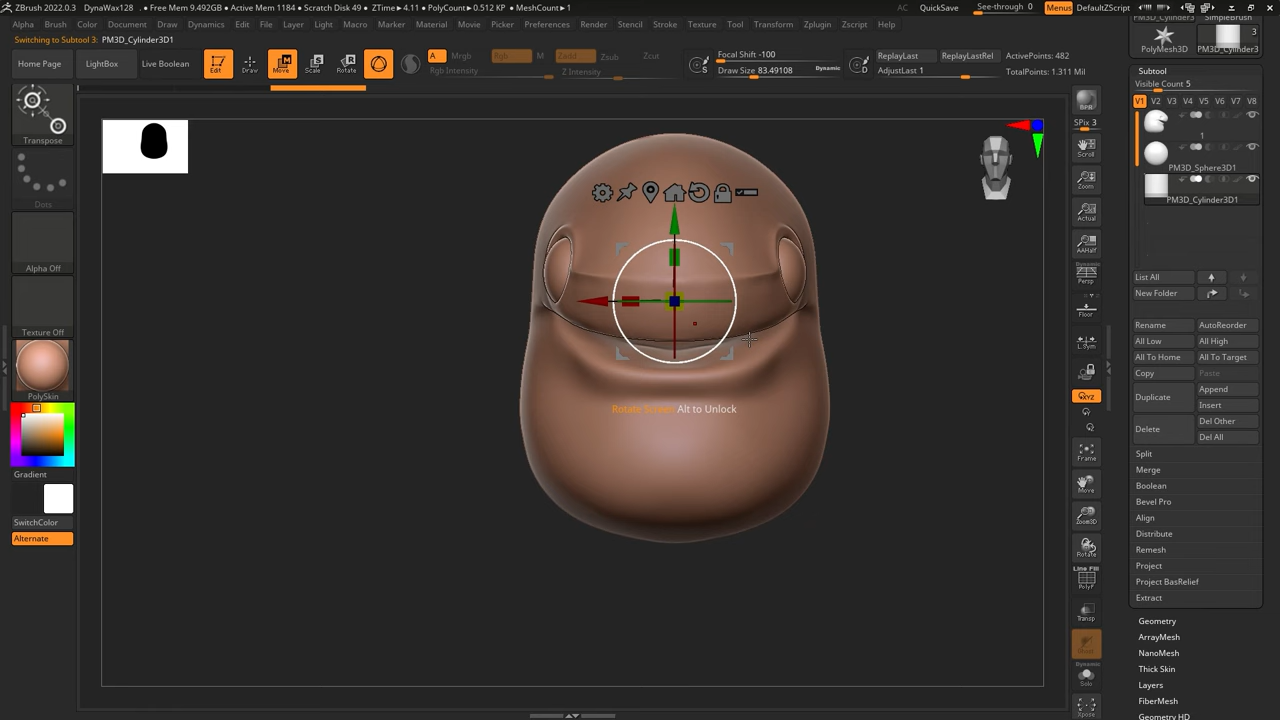 ZBrush 2022.0.3 DynaWax128 . • Free Mem 9.492GB • Active Mem 1184 • Scratch Disk 49 • ZTime▸4.11 • PolyCount▸0.512 KP • MeshCount▸1 AC QuickSave See-through 0 Menus DefaultZScript
Alpha Brush Color Document Draw Dynamics Edit File Layer Light Macro Marker Material Movie Picker Preferences Render Stencil Stroke Texture Tool Transform Zplugin Zscript Help
Switching to Subtool 3: PM3D_Cylinder3D1
Home Page LightBox Live Boolean Edit Draw Move Scale Rotate A Mrgb Rgb M Zadd Zsub Zcut
Rgb Intensity Z Intensity
S Focal Shift -100
Draw Size 83.49108 Dynamic
D ReplayLast ReplayLastRel ActivePoints: 482
AdjustLast 1 TotalPoints: 1.311 Mil
Dots
Alpha Off
Texture Off
PolySkin
Gradient
SwitchColor
Alternate
Rotate Screen Alt to Unlock
BPR
SPix 3
Scroll
Zoom
Actual
AAHalf
Dynamic
Persp
Floor
L.Sym
XYZ
Frame
Move
Zoom3D
Rotate
Line Fill
PolyF
Transp
Dynamic
Solo
Xpose
PM3D_Cylinder3 SimpleBrush
3
PolyMesh3D PM3D_Cylinder3
Subtool
Visible Count 5
V1 V2 V3 V4 V5 V6 V7 V8
1
PM3D_Sphere3D1
PM3D_Cylinder3D1
List All
New Folder
Rename AutoReorder
All Low All High
All To Home All To Target
Copy Paste
Duplicate Append
Insert
Delete Del Other
Del All
Split
Merge
Boolean
Bevel Pro
Align
Distribute
Remesh
Project
Project BasRelief
Extract
Geometry
ArrayMesh
NanoMesh
Thick Skin
Layers
FiberMesh
Geometry HD